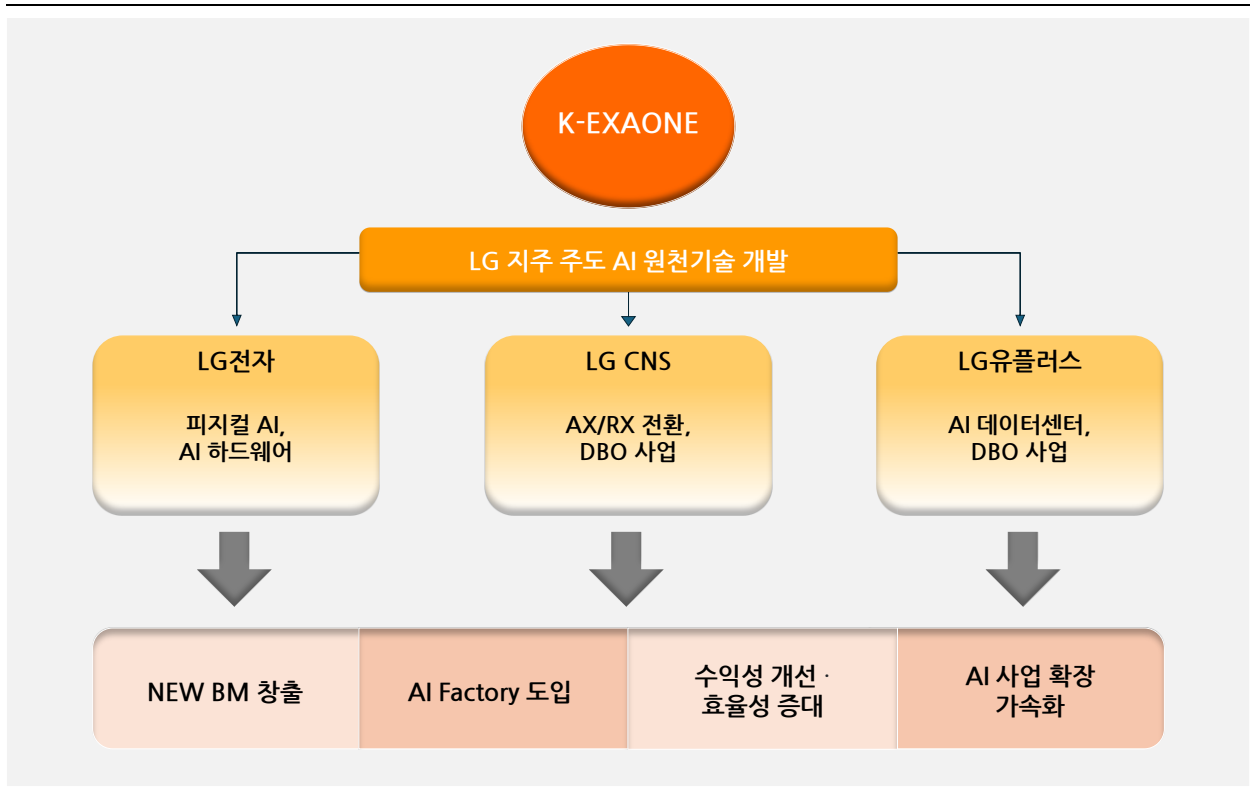 K-EXAONE
LG 지주 주도 AI 원천기술 개발
LG전자
피지컬 AI,
AI 하드웨어
LG CNS
AX/RX 전환,
DBO 사업
LG유플러스
AI 데이터센터,
DBO 사업
NEW BM 창출
AI Factory 도입
수익성 개선 ·
효율성 증대
AI 사업 확장
가속화